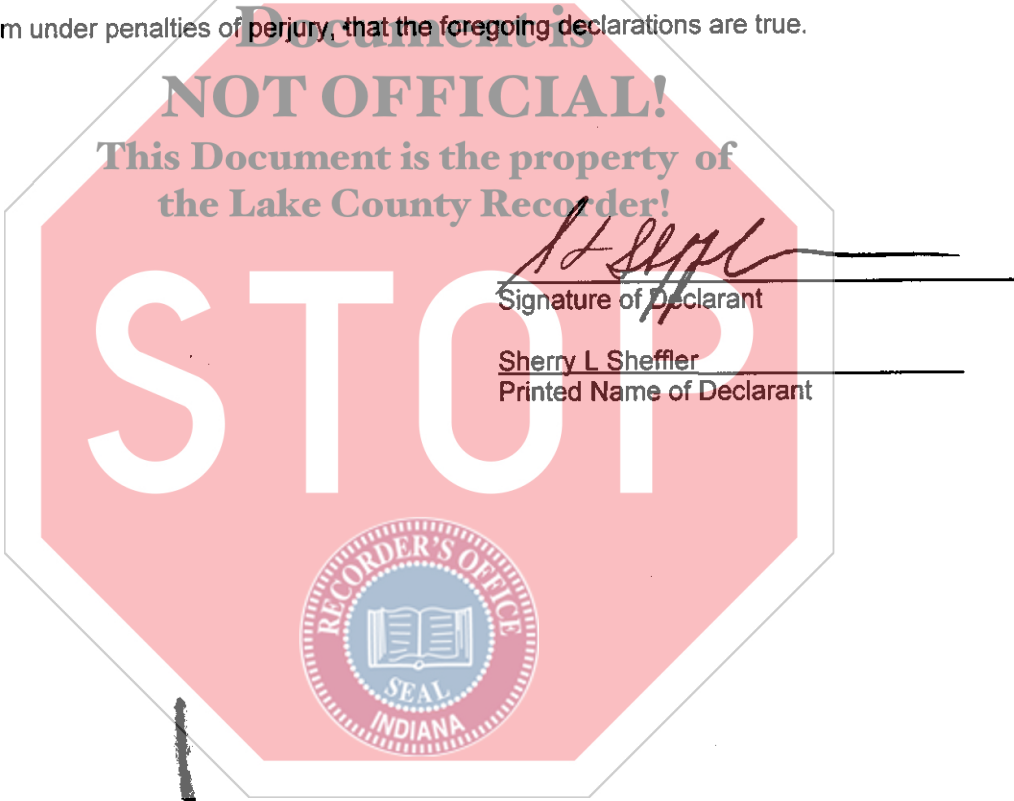 m under penalties of perjury, that the foregoing declarations are true.
Document is
NOT OFFICIAL!
This Document is the property of
the Lake County Recorder!
Signature of Declarant
Sherry L Sheffler
Printed Name of Declarant
STOP
RECORDER'S OFFICE
SEAL
INDIANA